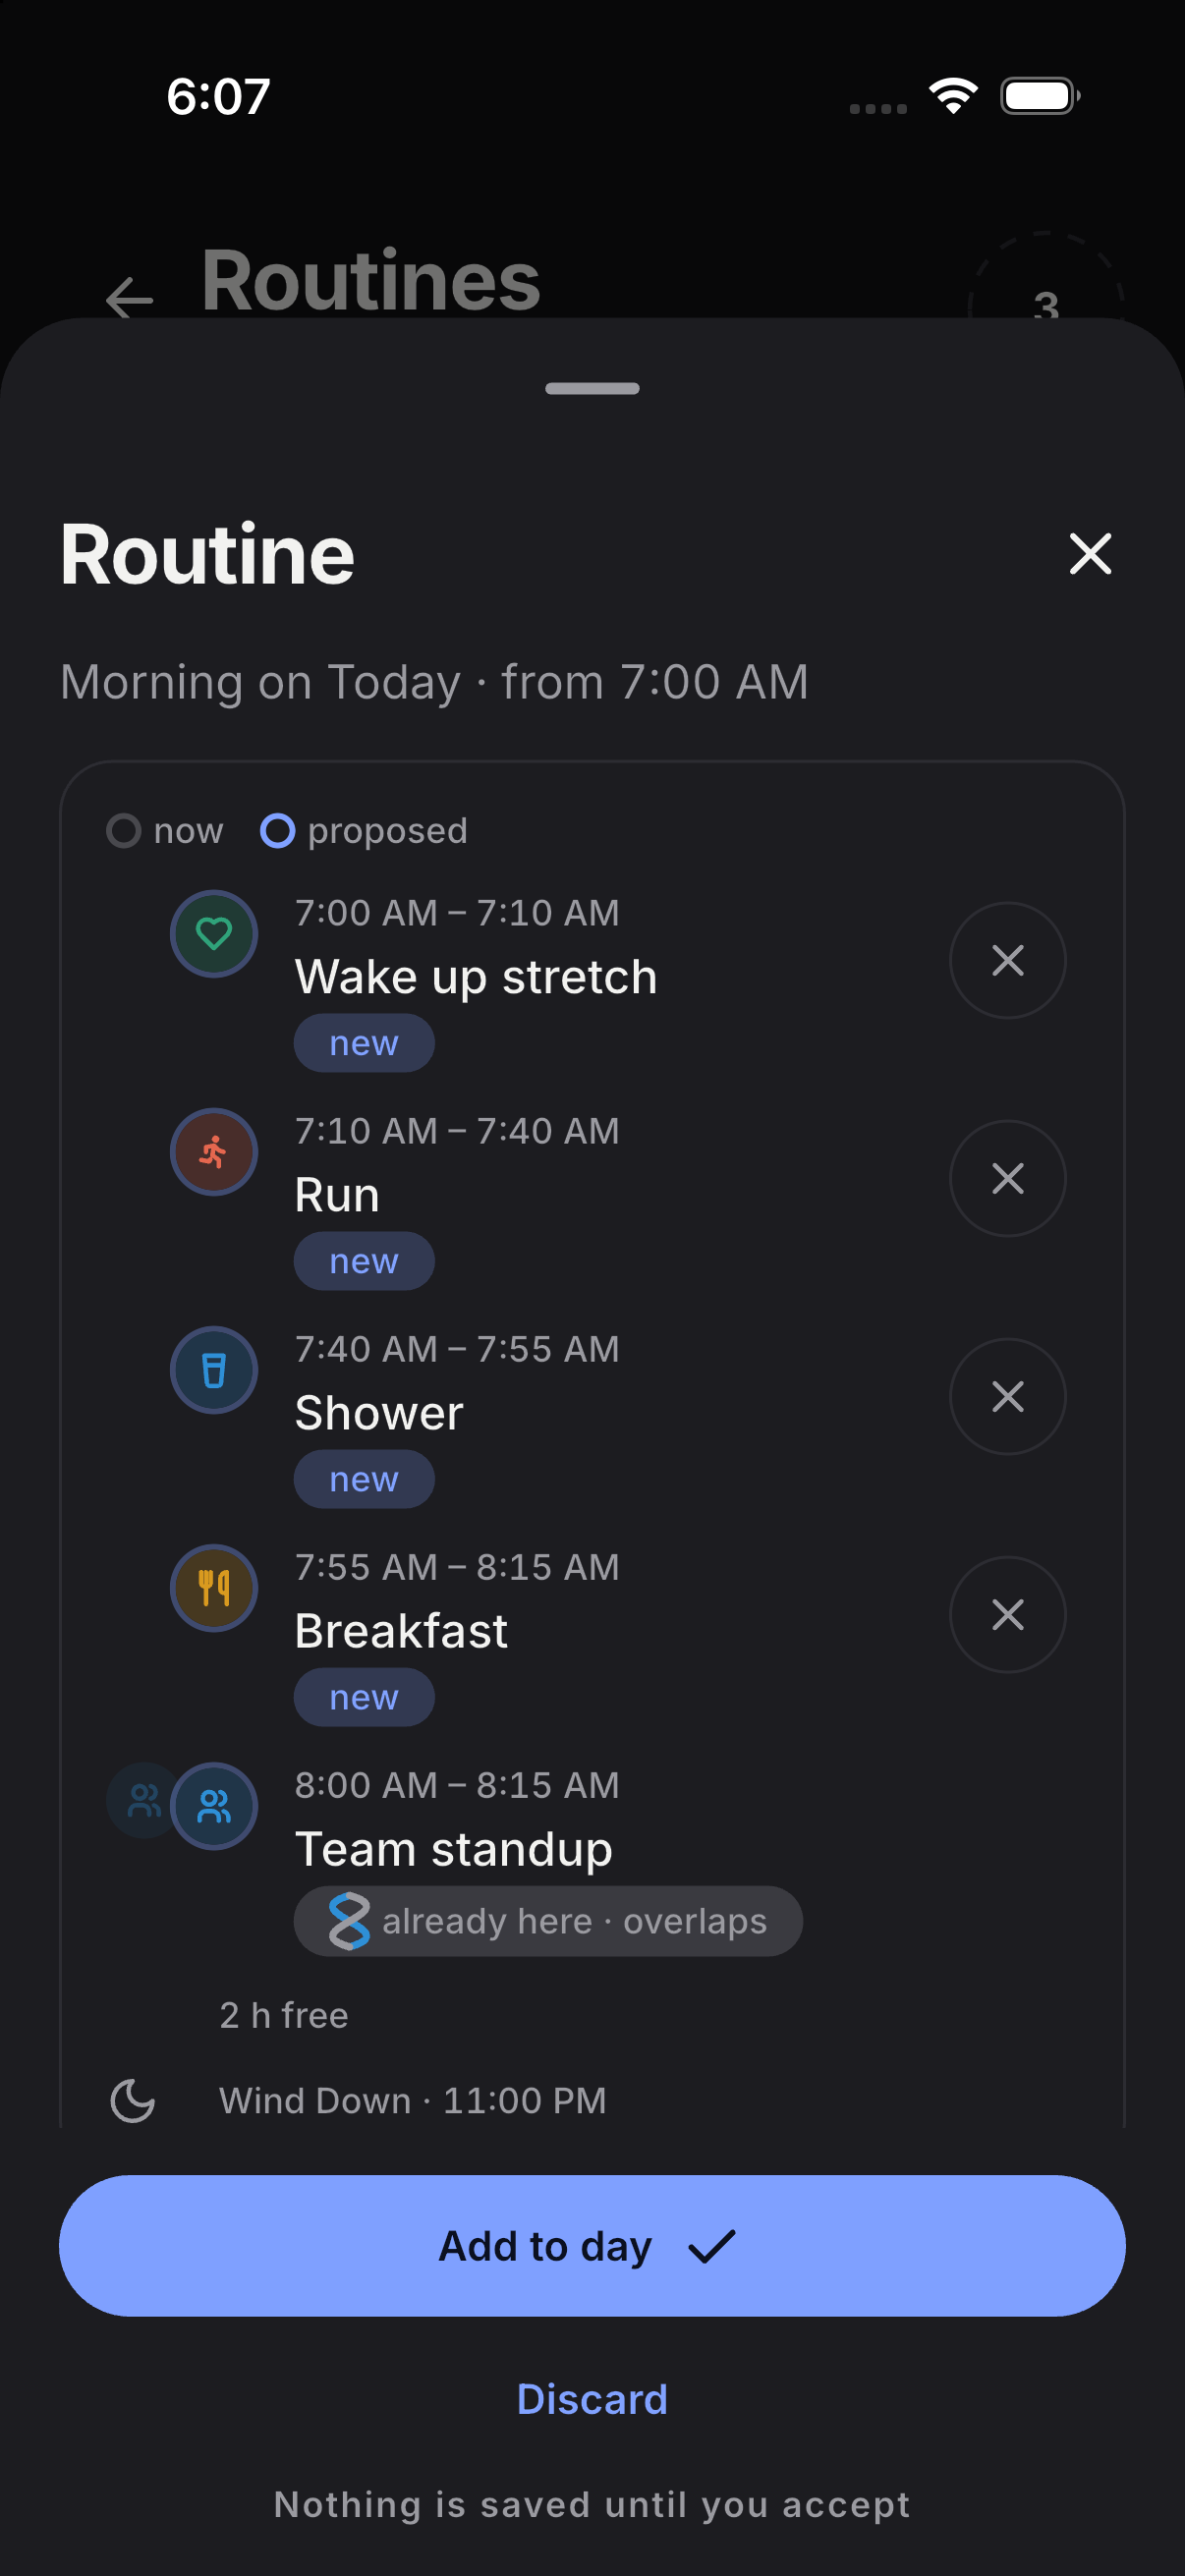 6:07
Routines
3
Routine
Morning on Today · from 7:00 AM
now proposed
7:00 AM – 7:10 AM
Wake up stretch
new
7:10 AM – 7:40 AM
Run
new
7:40 AM – 7:55 AM
Shower
new
7:55 AM – 8:15 AM
Breakfast
new
8:00 AM – 8:15 AM
Team standup
already here · overlaps
2 h free
Wind Down · 11:00 PM
Add to day
Discard
Nothing is saved until you accept